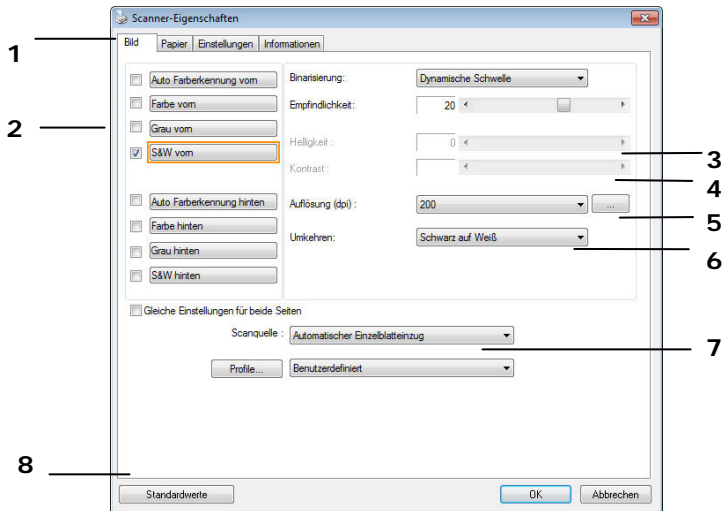 Scanner-Eigenschaften
1
Bild Papier Einstellungen Informationen
Auto Farberkennung vorn
Binarisierung: Dynamische Schwelle
Farbe vorn
Empfindlichkeit: 20
Grau vorn
2
S&W vorn
Helligkeit : 0
3
Kontrast :
4
Auto Farberkennung hinten
Auflösung (dpi) : 200 ...
5
Farbe hinten
Umkehren: Schwarz auf Weiß
6
Grau hinten
S&W hinten
Gleiche Einstellungen für beide Seiten
Scanquelle : Automatischer Einzelblatteinzug
7
Profile... Benutzerdefiniert
8
Standardwerte OK Abbrechen